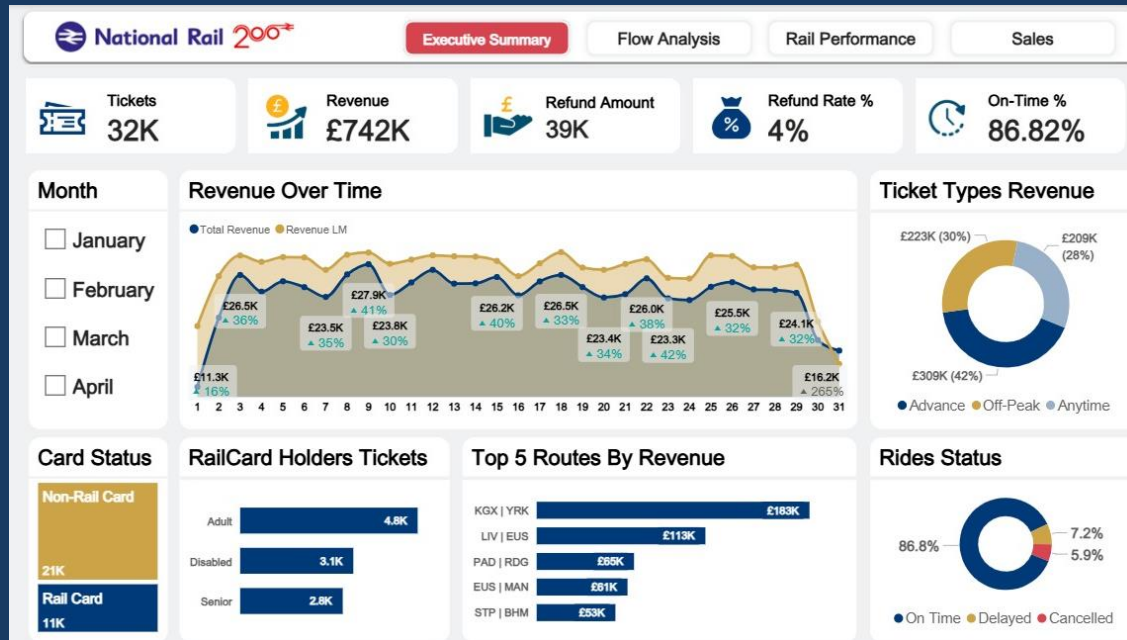 National Rail 200
Executive Summary
Flow Analysis
Rail Performance
Sales
Tickets
32K
Revenue
£742K
Refund Amount
39K
Refund Rate %
4%
On-Time %
86.82%
Month
January
February
March
April
Revenue Over Time
Total Revenue Revenue LM
£11.3K
▲ 16%
£26.5K
▲ 36%
£23.5K
▲ 35%
£27.9K
▲ 41%
£23.8K
▲ 30%
£26.2K
▲ 40%
£26.5K
▲ 33%
£23.4K
▲ 34%
£26.0K
▲ 38%
£23.3K
▲ 42%
£25.5K
▲ 32%
£24.1K
▲ 32%
£16.2K
▲ 265%
1 2 3 4 5 6 7 8 9 10 11 12 13 14 15 16 17 18 19 20 21 22 23 24 25 26 27 28 29 30 31
Ticket Types Revenue
£223K (30%)
£209K
(28%)
£309K (42%)
Advance Off-Peak Anytime
Card Status
Non-Rail Card
21K
Rail Card
11K
RailCard Holders Tickets
Adult 4.8K
Disabled 3.1K
Senior 2.8K
Top 5 Routes By Revenue
KGX | YRK £183K
LIV | EUS £113K
PAD | RDG £65K
EUS | MAN £61K
STP | BHM £53K
Rides Status
86.8%
7.2%
5.9%
On Time Delayed Cancelled